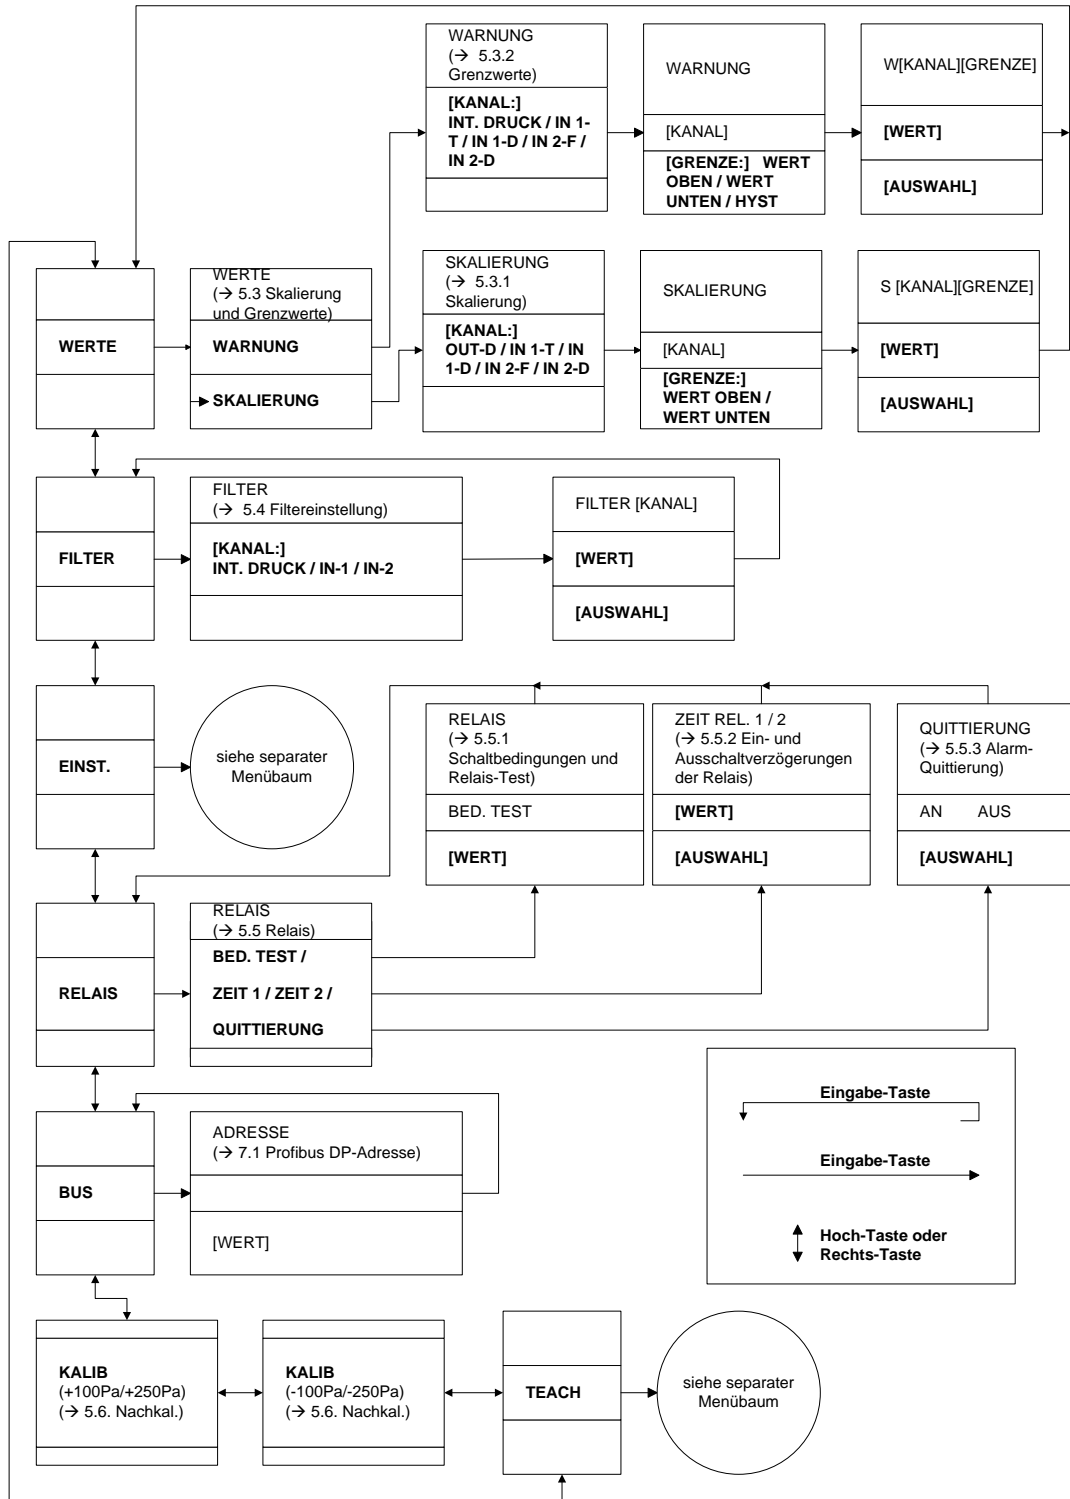 WARNUNG
(→ 5.3.2
Grenzwerte)
[KANAL:]
INT. DRUCK / IN 1-
T / IN 1-D / IN 2-F /
IN 2-D
WARNUNG
[KANAL]
[GRENZE:] WERT
OBEN / WERT
UNTEN / HYST
W[KANAL][GRENZE]
[WERT]
[AUSWAHL]
WERTE
WERTE
(→ 5.3 Skalierung
und Grenzwerte)
WARNUNG
SKALIERUNG
SKALIERUNG
(→ 5.3.1
Skalierung)
[KANAL:]
OUT-D / IN 1-T / IN
1-D / IN 2-F / IN 2-D
SKALIERUNG
[KANAL]
[GRENZE:]
WERT OBEN /
WERT UNTEN
S [KANAL][GRENZE]
[WERT]
[AUSWAHL]
FILTER
FILTER
(→ 5.4 Filtereinstellung)
[KANAL:]
INT. DRUCK / IN-1 / IN-2
FILTER [KANAL]
[WERT]
[AUSWAHL]
EINST.
siehe separater
Menübaum
RELAIS
(→ 5.5.1
Schaltbedingungen und
Relais-Test)
BED. TEST
[WERT]
ZEIT REL. 1 / 2
(→ 5.5.2 Ein- und
Ausschaltverzögerungen
der Relais)
[WERT]
[AUSWAHL]
QUITTIERUNG
(→ 5.5.3 Alarm-
Quittierung)
AN AUS
[AUSWAHL]
RELAIS
RELAIS
(→ 5.5 Relais)
BED. TEST /
ZEIT 1 / ZEIT 2 /
QUITTIERUNG
BUS
ADRESSE
(→ 7.1 Profibus DP-Adresse)
[WERT]
Eingabe-Taste
Eingabe-Taste
Hoch-Taste oder
Rechts-Taste
KALIB
(+100Pa/+250Pa)
(→ 5.6. Nachkal.)
KALIB
(-100Pa/-250Pa)
(→ 5.6. Nachkal.)
TEACH
siehe separater
Menübaum